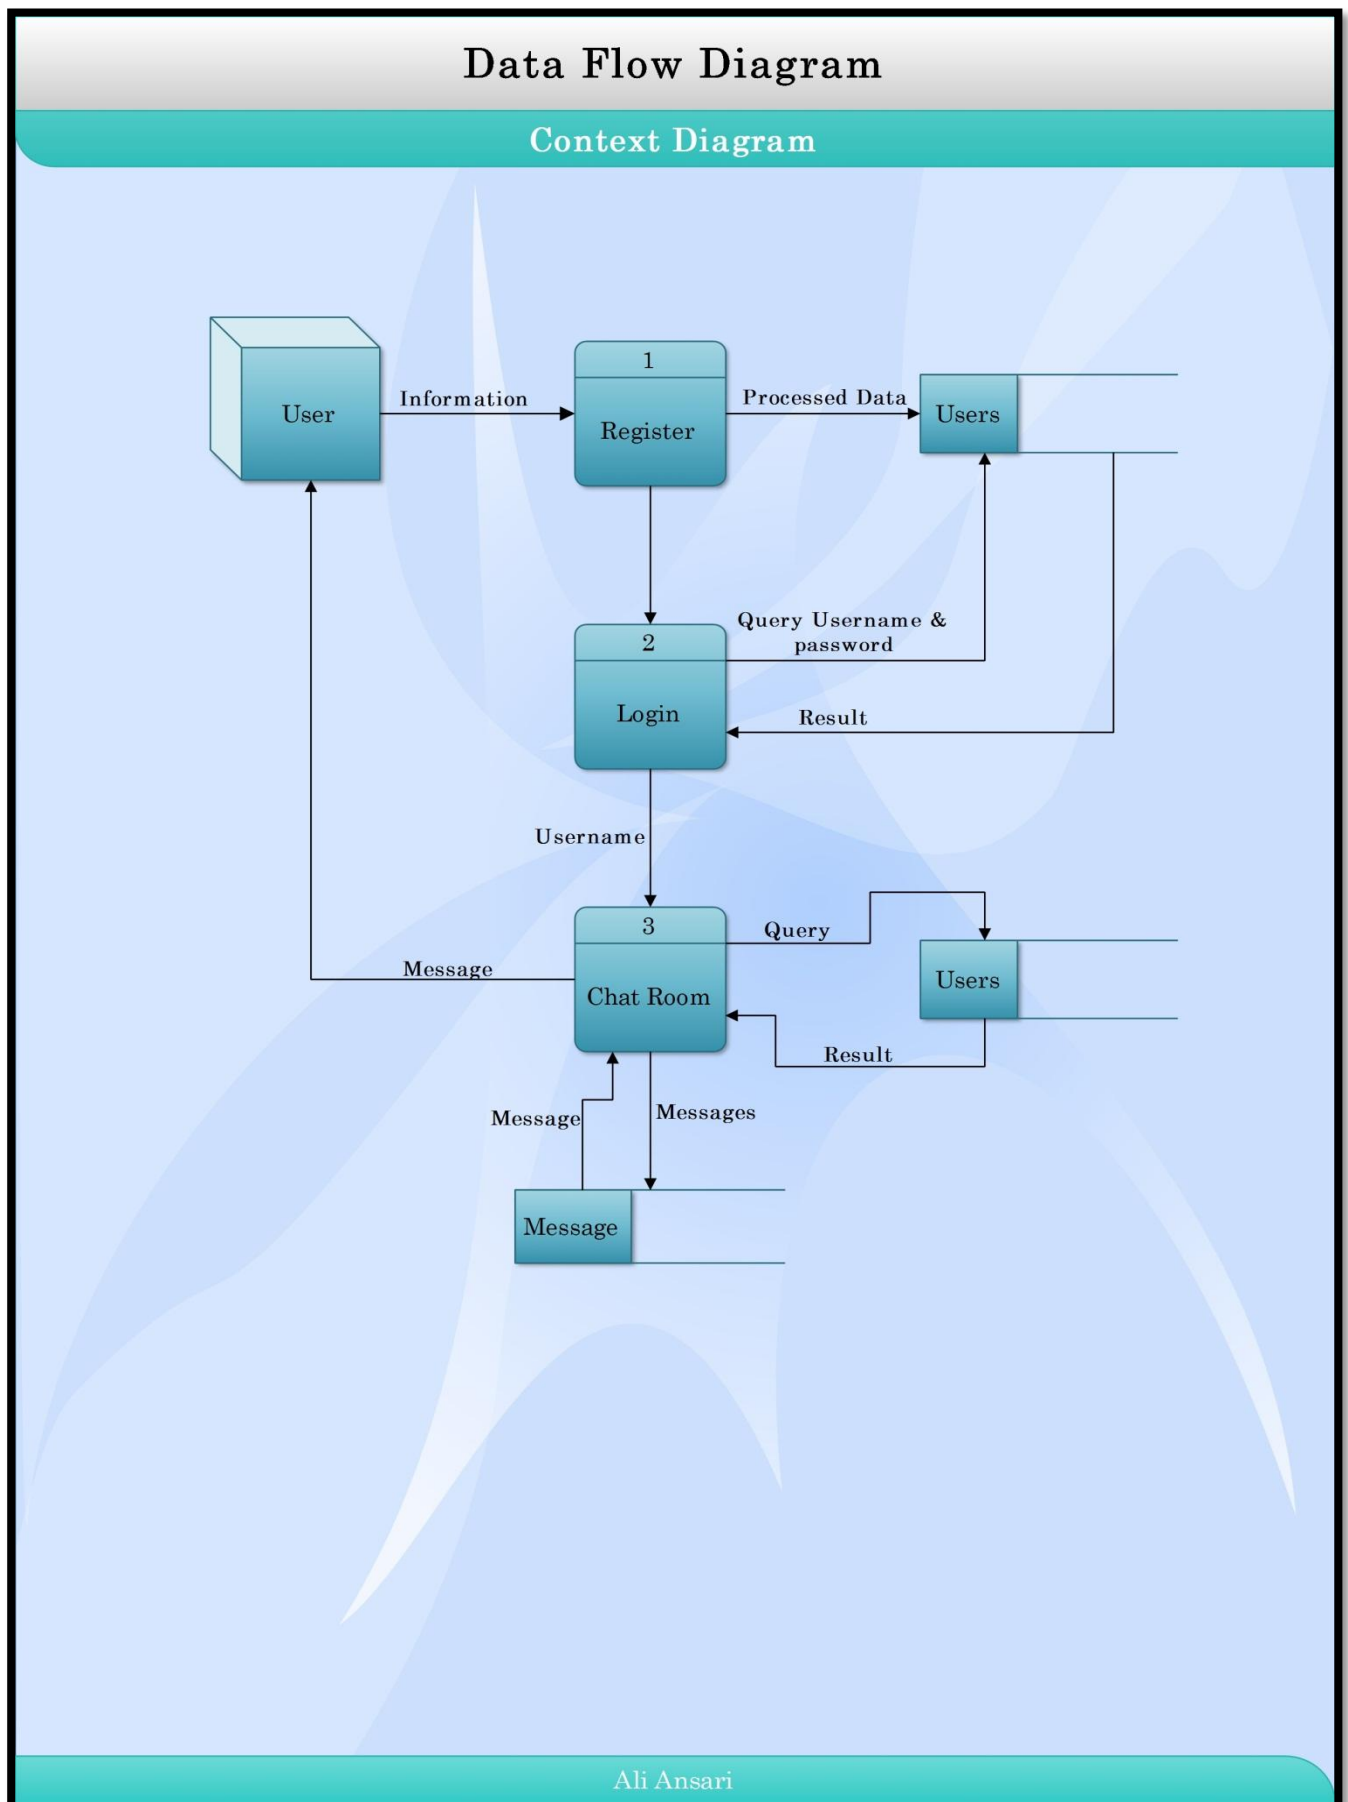 Data Flow Diagram
Context Diagram
User
Information
1
Register
Processed Data
Users
2
Login
Query Username &
password
Result
Username
3
Chat Room
Query
Users
Message
Result
Message
Messages
Message
Ali Ansari